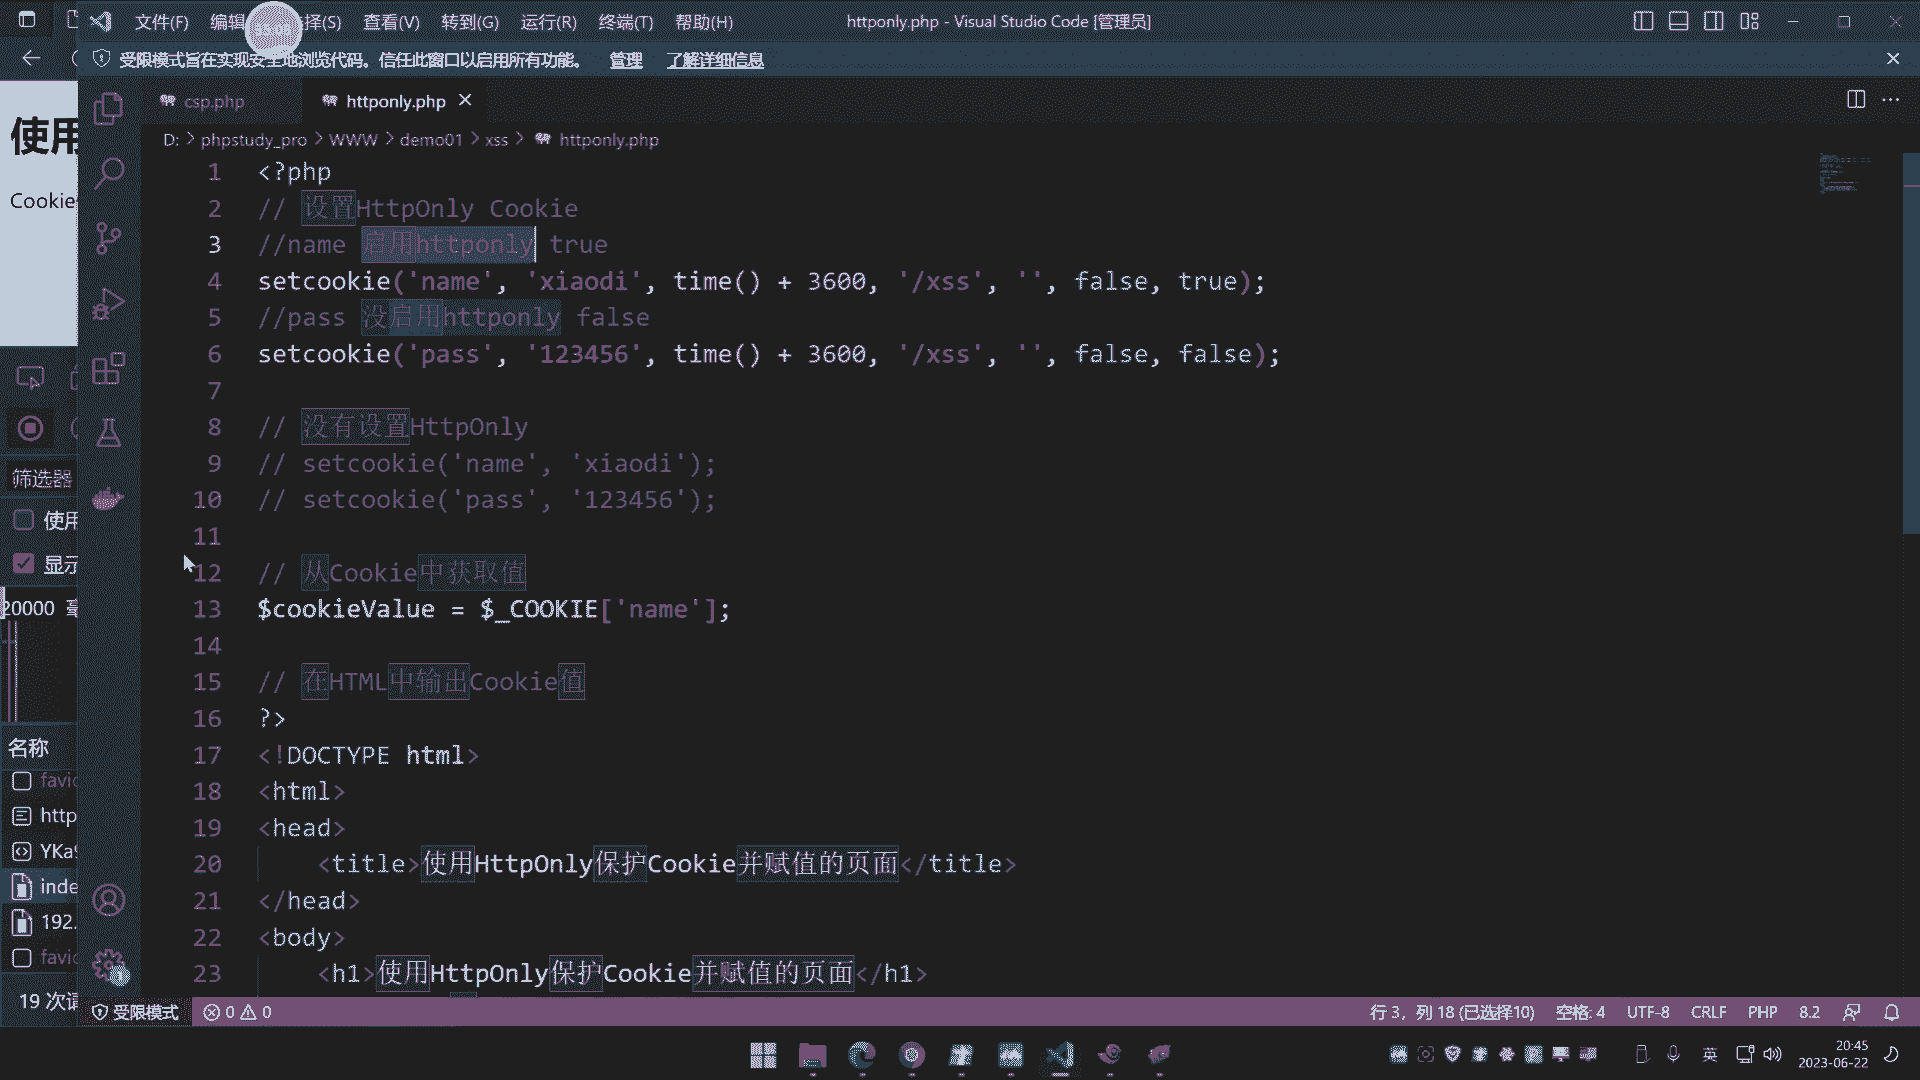 文件(F) 编辑 择(S) 查看(V) 转到(G) 运行(R) 终端(T) 帮助(H) httponly.php - Visual Studio Code [管理员]
受限模式旨在实现安全地浏览代码。信任此窗口以启用所有功能。 管理 了解详细信息
csp.php httponly.php
D: > phpstudy_pro > WWW > demo01 > xss > httponly.php
使用
Cookie
筛选器
使用
显示
20000 毫
名称
favic
http
YKa9
inde
192.
favic
19 次请
1 <?php
2 // 设置HttpOnly Cookie
3 //name 启用httponly true
4 setcookie('name', 'xiaodi', time() + 3600, '/xss', '', false, true);
5 //pass 没启用httponly false
6 setcookie('pass', '123456', time() + 3600, '/xss', '', false, false);
7
8 // 没有设置HttpOnly
9 // setcookie('name', 'xiaodi');
10 // setcookie('pass', '123456');
11
12 // 从Cookie中获取值
13 $cookieValue = $_COOKIE['name'];
14
15 // 在HTML中输出Cookie值
16 ?>
17 <!DOCTYPE html>
18 <html>
19 <head>
20 <title>使用HttpOnly保护Cookie并赋值的页面</title>
21 </head>
22 <body>
23 <h1>使用HttpOnly保护Cookie并赋值的页面</h1>
受限模式 0 0 行 3，列 18 (已选择10) 空格: 4 UTF-8 CRLF PHP 8.2
英 20:45
2023-06-22